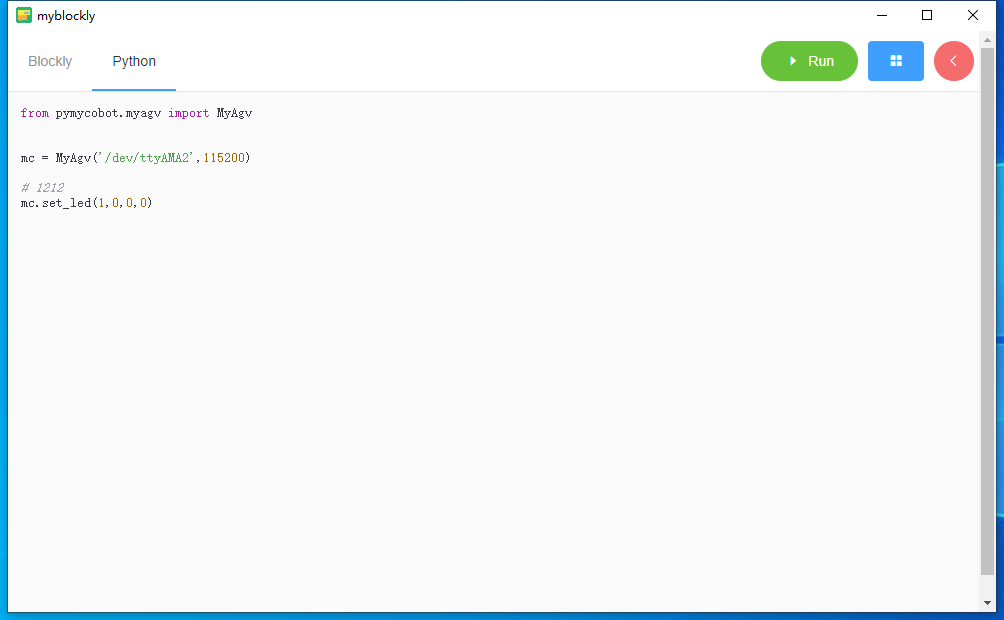 myblockly
Blockly
Python
Run
from pymycobot.myagv import MyAgv
mc = MyAgv('/dev/ttyAMA2',115200)
# 1212
mc.set_led(1,0,0,0)